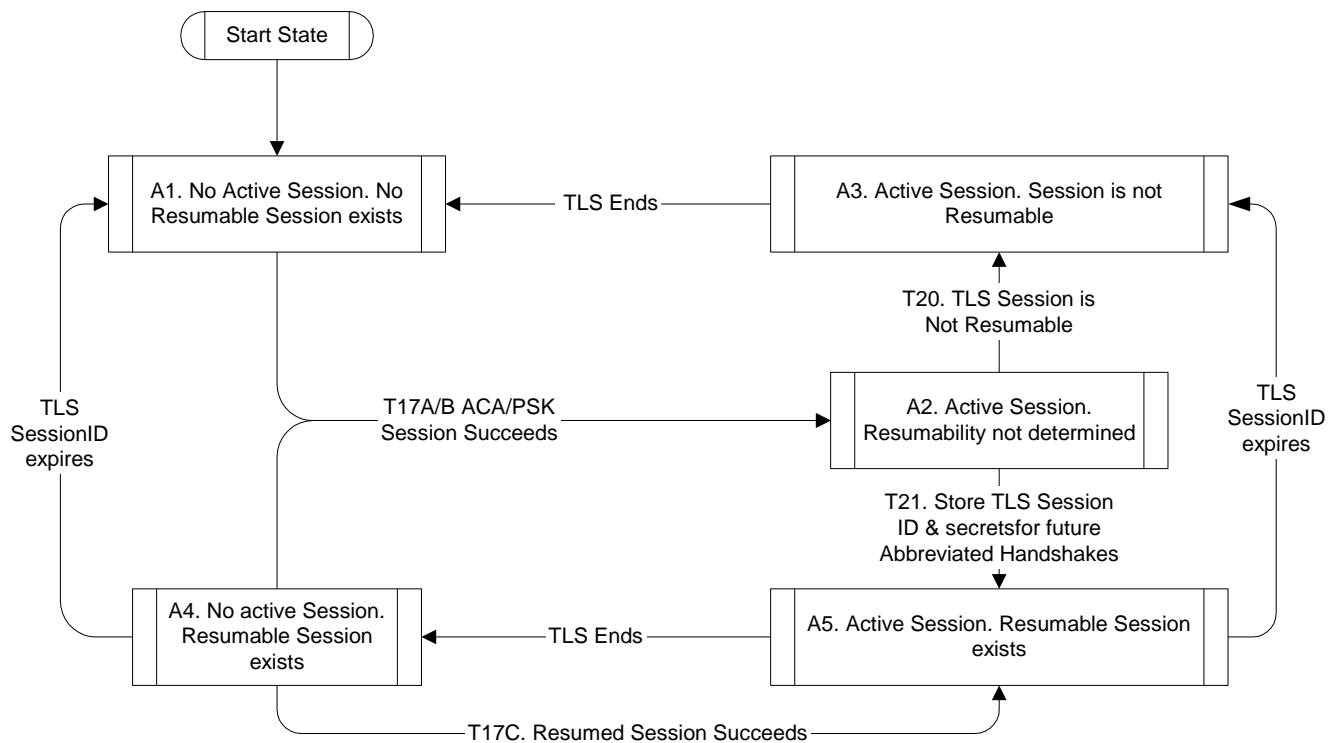 Start State
A1. No Active Session. No
Resumable Session exists
TLS Ends
A3. Active Session. Session is not
Resumable
T20. TLS Session is
Not Resumable
TLS
SessionID
expires
T17A/B ACA/PSK
Session Succeeds
A2. Active Session.
Resumability not determined
TLS
SessionID
expires
T21. Store TLS Session
ID & secretsfor future
Abbreviated Handshakes
A4. No active Session.
Resumable Session
exists
TLS Ends
A5. Active Session. Resumable Session
exists
T17C. Resumed Session Succeeds